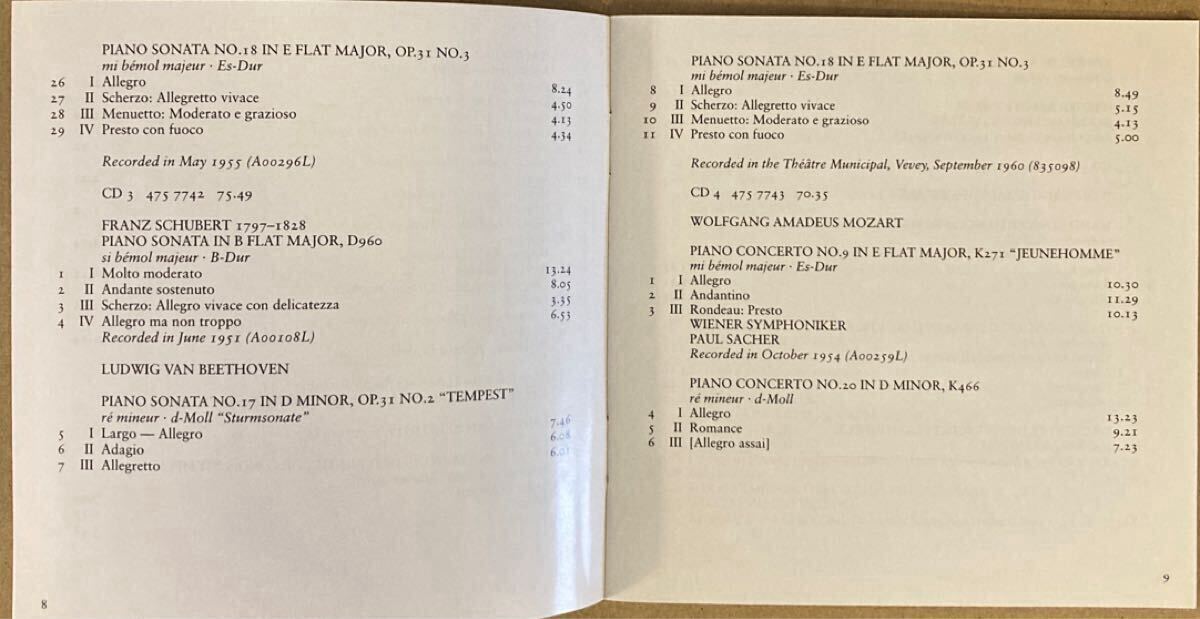 PIANO SONATA NO.18 IN E FLAT MAJOR, OP.31 NO.3
mi bémol majeur · Es-Dur
26 I Allegro 8.24
27 II Scherzo: Allegretto vivace 4.50
28 III Menuetto: Moderato e grazioso 4.13
29 IV Presto con fuoco 4.34
Recorded in May 1955 (A00296L)
CD 3 475 7742 75.49
FRANZ SCHUBERT 1797–1828
PIANO SONATA IN B FLAT MAJOR, D960
si bémol majeur · B-Dur
1 I Molto moderato 13.24
2 II Andante sostenuto 8.05
3 III Scherzo: Allegro vivace con delicatezza 3.35
4 IV Allegro ma non troppo 6.53
Recorded in June 1951 (A00108L)
LUDWIG VAN BEETHOVEN
PIANO SONATA NO.17 IN D MINOR, OP.31 NO.2 “TEMPEST”
ré mineur · d-Moll “Sturmsonate”
5 I Largo — Allegro 7.46
6 II Adagio 6.08
7 III Allegretto 6.01
8
PIANO SONATA NO.18 IN E FLAT MAJOR, OP.31 NO.3
mi bémol majeur · Es-Dur
8 I Allegro 8.49
9 II Scherzo: Allegretto vivace 5.15
10 III Menuetto: Moderato e grazioso 4.13
11 IV Presto con fuoco 5.00
Recorded in the Théâtre Municipal, Vevey, September 1960 (835098)
CD 4 475 7743 70.35
WOLFGANG AMADEUS MOZART
PIANO CONCERTO NO.9 IN E FLAT MAJOR, K271 “JEUNEHOMME”
mi bémol majeur · Es-Dur
1 I Allegro 10.30
2 II Andantino 11.29
3 III Rondeau: Presto 10.13
WIENER SYMPHONIKER
PAUL SACHER
Recorded in October 1954 (A00259L)
PIANO CONCERTO NO.20 IN D MINOR, K466
ré mineur · d-Moll
4 I Allegro 13.23
5 II Romance 9.21
6 III [Allegro assai] 7.23
9